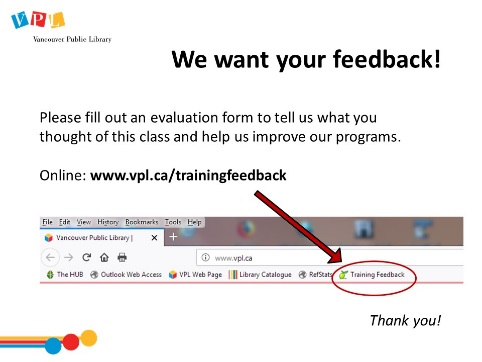 VPL
Vancouver Public Library
We want your feedback!
Please fill out an evaluation form to tell us what you
thought of this class and help us improve our programs.
Online: www.vpl.ca/trainingfeedback
File Edit View History Bookmarks Tools Help
Vancouver Public Library |
www.vpl.ca
The HUB Outlook Web Access VPL Web Page Library Catalogue RefStats Training Feedback
Thank you!